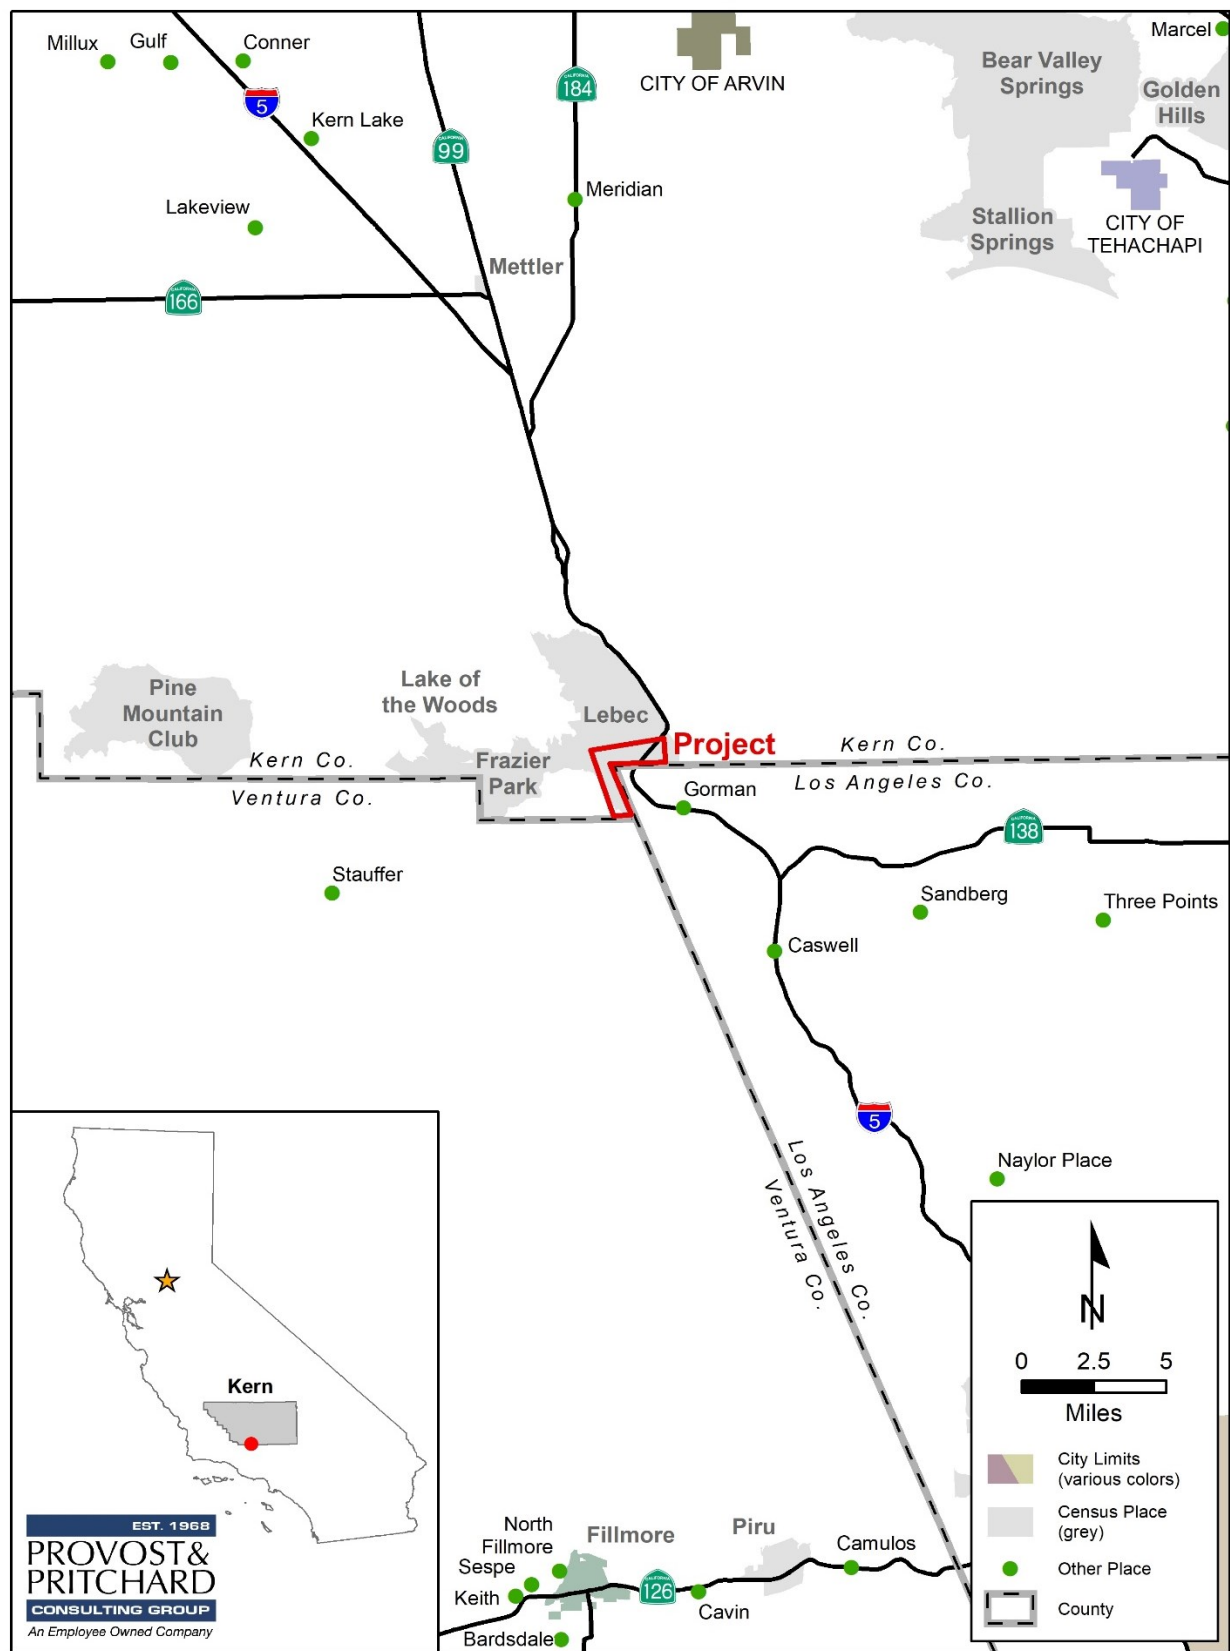 Millux
Gulf
Conner
Marcel
CITY OF ARVIN
Bear Valley
Springs
Golden
Hills
CALIFORNIA
184
5
Kern Lake
CALIFORNIA
99
Meridian
Lakeview
Stallion
Springs
CITY OF
TEHACHAPI
Mettler
CALIFORNIA
166
Pine
Mountain
Club
Lake of
the Woods
Lebec
Project
Frazier
Park
Kern Co.
Ventura Co.
Kern Co.
Los Angeles Co.
Gorman
CALIFORNIA
138
Stauffer
Sandberg
Three Points
Caswell
5
Los Angeles Co.
Ventura Co.
Naylor Place
N
0 2.5 5
Miles
City Limits
(various colors)
Census Place
(grey)
Other Place
County
Kern
EST. 1968
PROVOST&
PRITCHARD
CONSULTING GROUP
An Employee Owned Company
North
Fillmore
Sespe
Keith
Bardsdale
Fillmore
CALIFORNIA
126
Piru
Cavin
Camulos